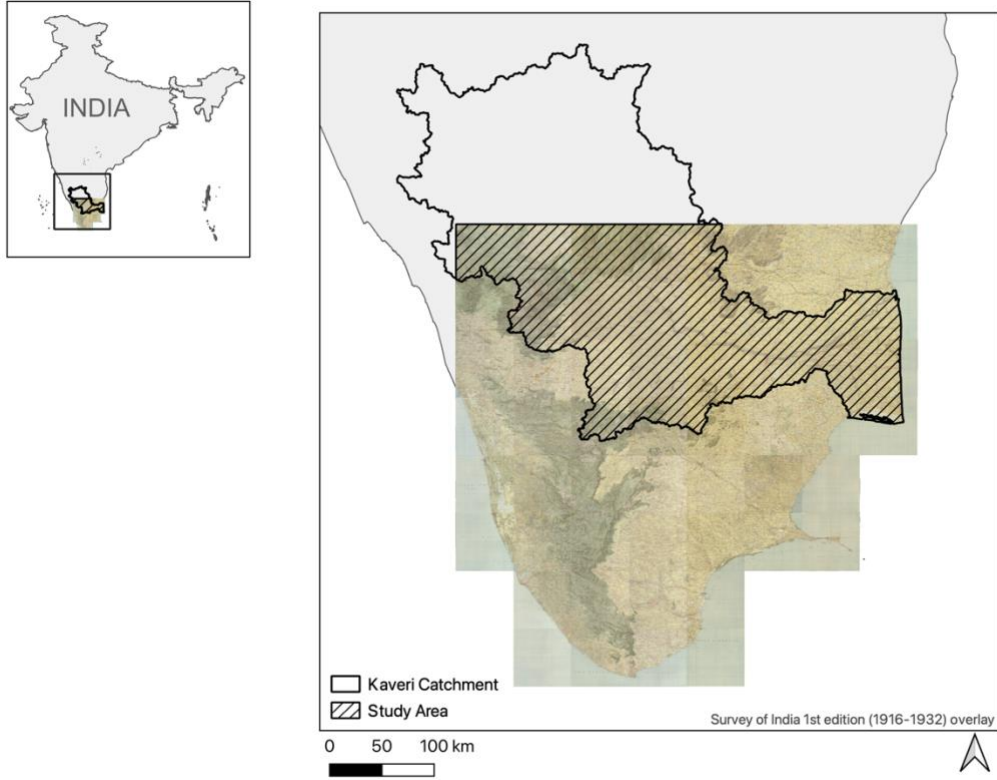 INDIA
Kaveri Catchment
Study Area
Survey of India 1st edition (1916-1932) overlay
0 50 100 km